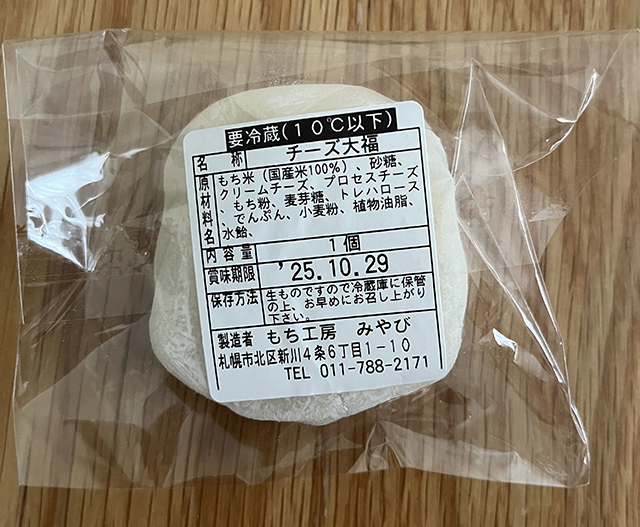 要冷蔵(10℃以下)
名称 チーズ大福
原材料名 もち米(国産米100%)、砂糖、
クリームチーズ、プロセスチーズ
、もち粉、麦芽糖、トレハロース
、でんぷん、小麦粉、植物油脂、
水飴、
内容量 1個
賞味期限 '25.10.29
保存方法 生ものですので冷蔵庫に保管
の上、お早めにお召し上がり
下さい。
製造者 もち工房 みやび
札幌市北区新川4条6丁目1-10
TEL 011-788-2171